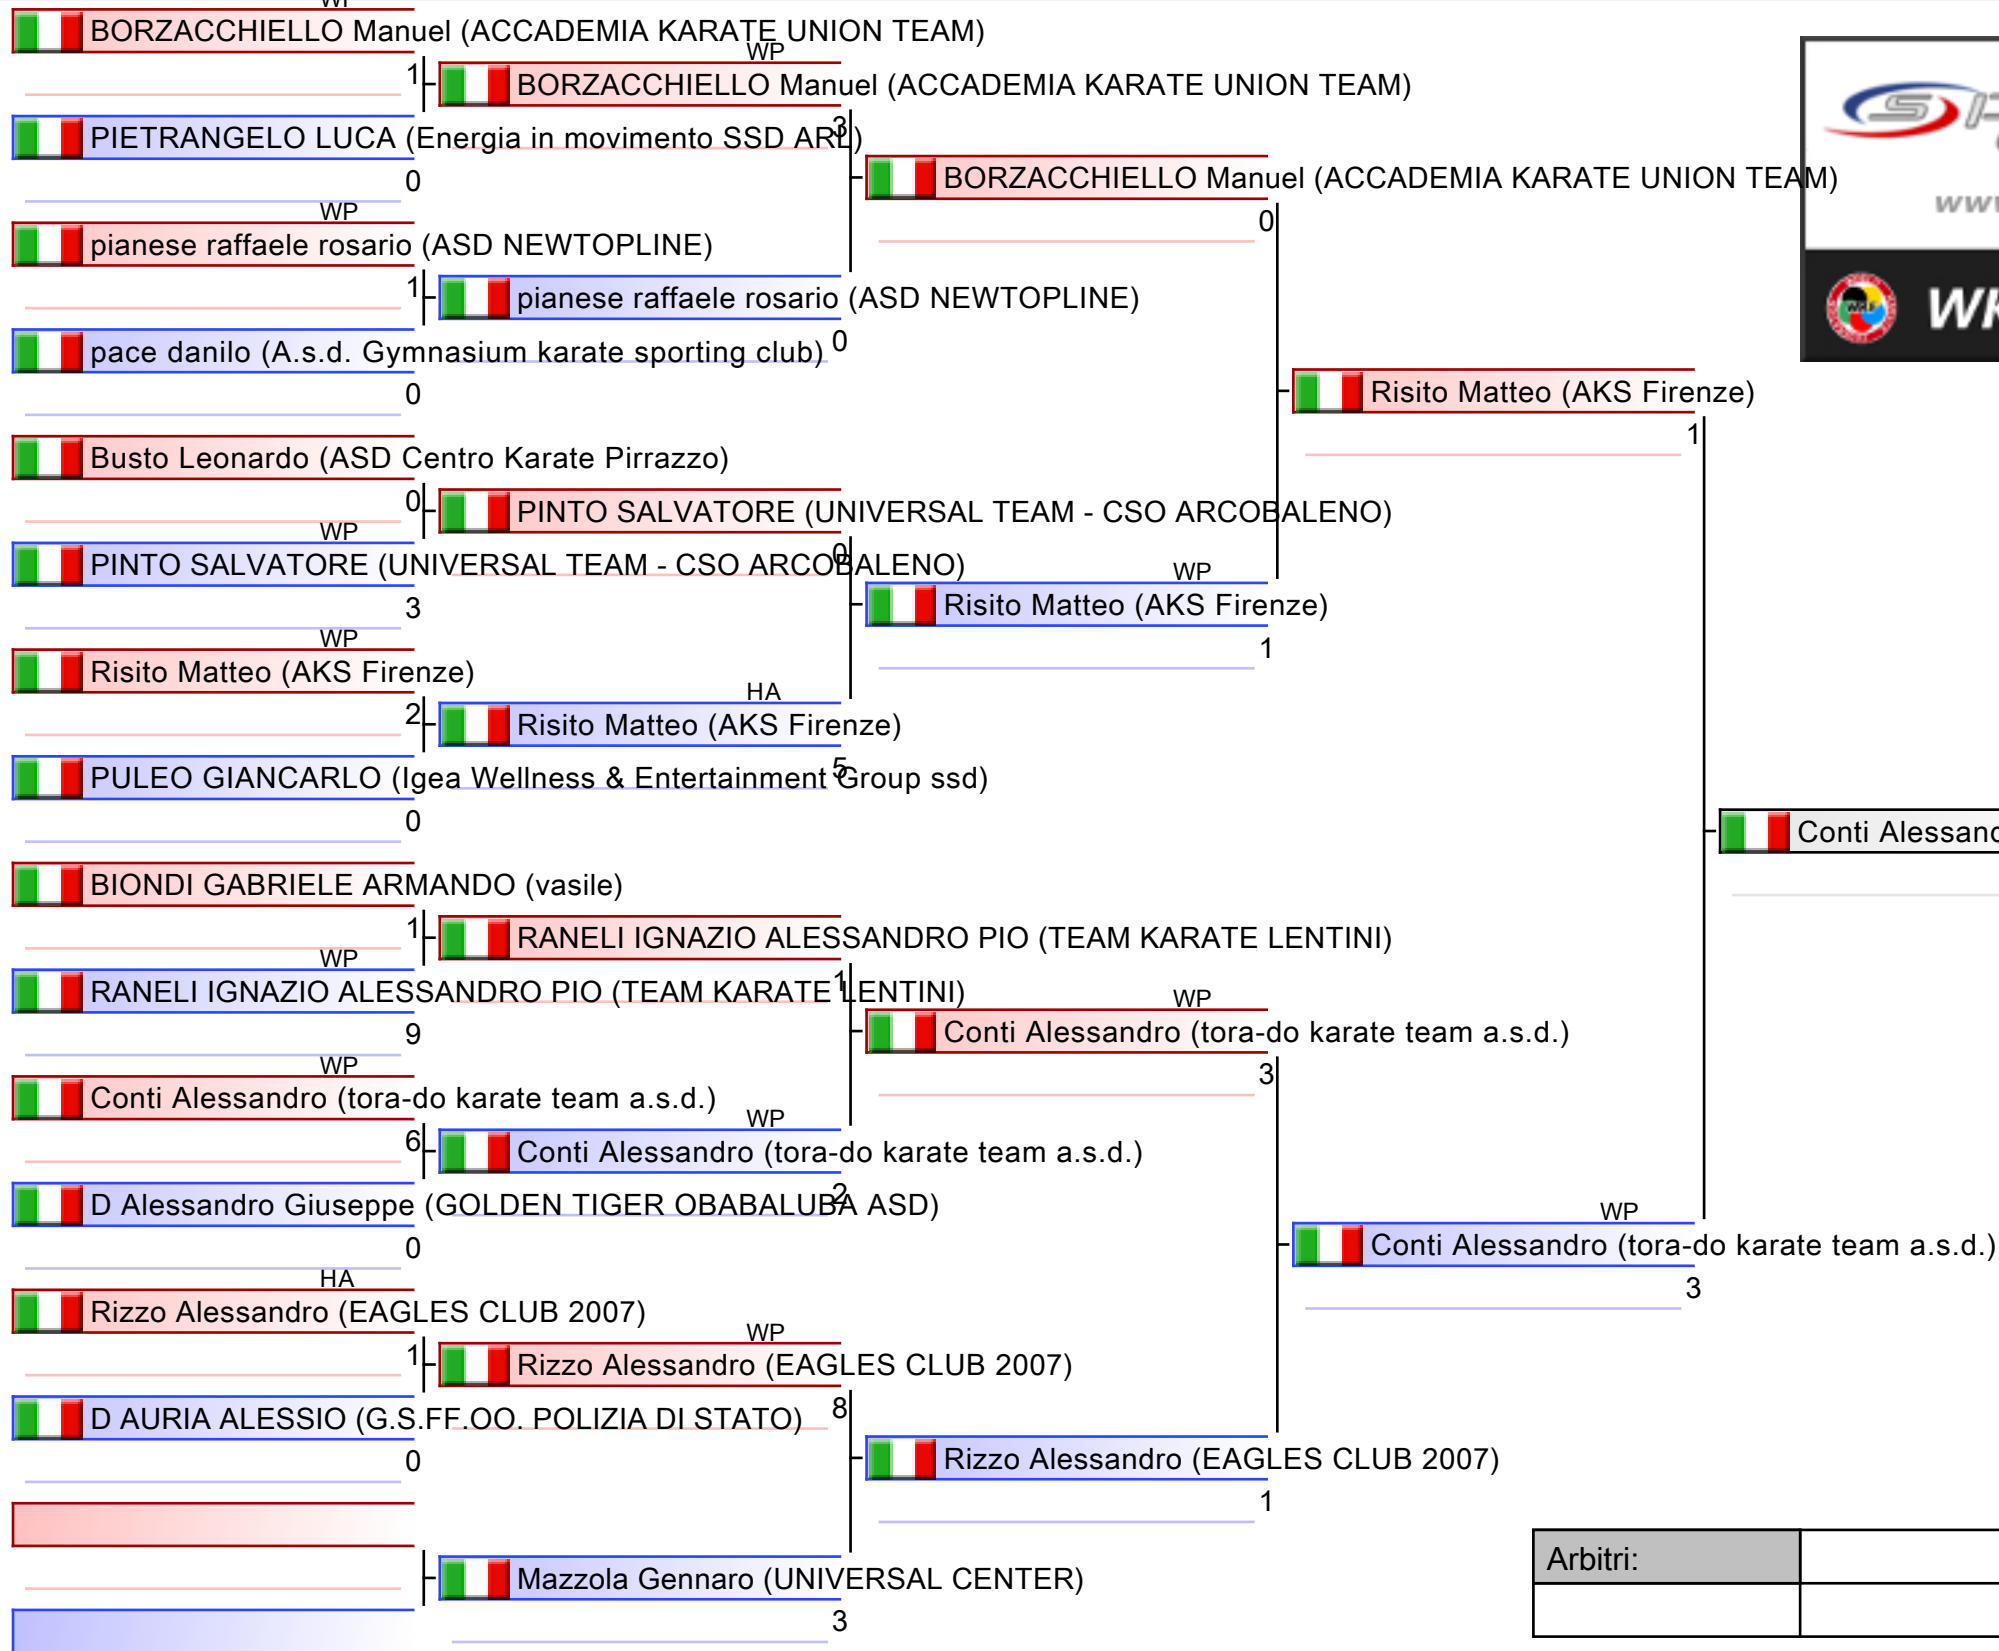 WP
BORZACCHIELLO Manuel (ACCADEMIA KARATE UNION TEAM)
1
PIETRANGELO LUCA (Energia in movimento SSD ARL)
0
WP
pianese raffaele rosario (ASD NEWTOPLINE)
1
pace danilo (A.s.d. Gymnasium karate sporting club)
0
Busto Leonardo (ASD Centro Karate Pirrazzo)
0
WP
PINTO SALVATORE (UNIVERSAL TEAM - CSO ARCOBALENO)
3
WP
Risito Matteo (AKS Firenze)
2
PULEO GIANCARLO (Igea Wellness & Entertainment Group ssd)
0
BIONDI GABRIELE ARMANDO (vasile)
1
WP
RANELI IGNAZIO ALESSANDRO PIO (TEAM KARATE LENTINI)
9
WP
Conti Alessandro (tora-do karate team a.s.d.)
6
D Alessandro Giuseppe (GOLDEN TIGER OBABALUBA ASD)
0
HA
Rizzo Alessandro (EAGLES CLUB 2007)
1
D AURIA ALESSIO (G.S.FF.OO. POLIZIA DI STATO)
0
WP
BORZACCHIELLO Manuel (ACCADEMIA KARATE UNION TEAM)
3
pianese raffaele rosario (ASD NEWTOPLINE)
0
PINTO SALVATORE (UNIVERSAL TEAM - CSO ARCOBALENO)
0
HA
Risito Matteo (AKS Firenze)
5
RANELI IGNAZIO ALESSANDRO PIO (TEAM KARATE LENTINI)
1
WP
Conti Alessandro (tora-do karate team a.s.d.)
2
WP
Rizzo Alessandro (EAGLES CLUB 2007)
8
Mazzola Gennaro (UNIVERSAL CENTER)
3
BORZACCHIELLO Manuel (ACCADEMIA KARATE UNION TEAM)
0
WP
Risito Matteo (AKS Firenze)
1
WP
Conti Alessandro (tora-do karate team a.s.d.)
3
Rizzo Alessandro (EAGLES CLUB 2007)
1
Risito Matteo (AKS Firenze)
1
WP
Conti Alessandro (tora-do karate team a.s.d.)
3
Conti Alessand
www
Arbitri: